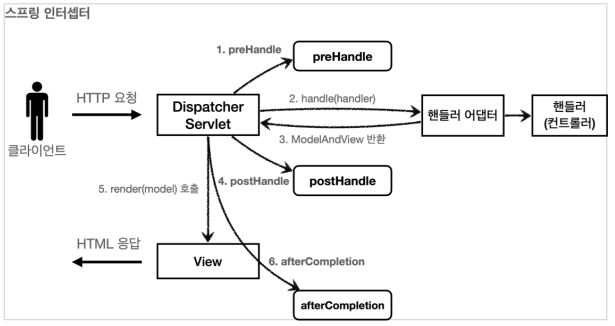 스프링 인터셉터
1. preHandle
preHandle
HTTP 요청
Dispatcher
Servlet
2. handle(handler)
핸들러 어댑터
핸들러
(컨트롤러)
3. ModelAndView 반환
클라이언트
5. render(model) 호출
4. postHandle
postHandle
HTML 응답
View
6. afterCompletion
afterCompletion